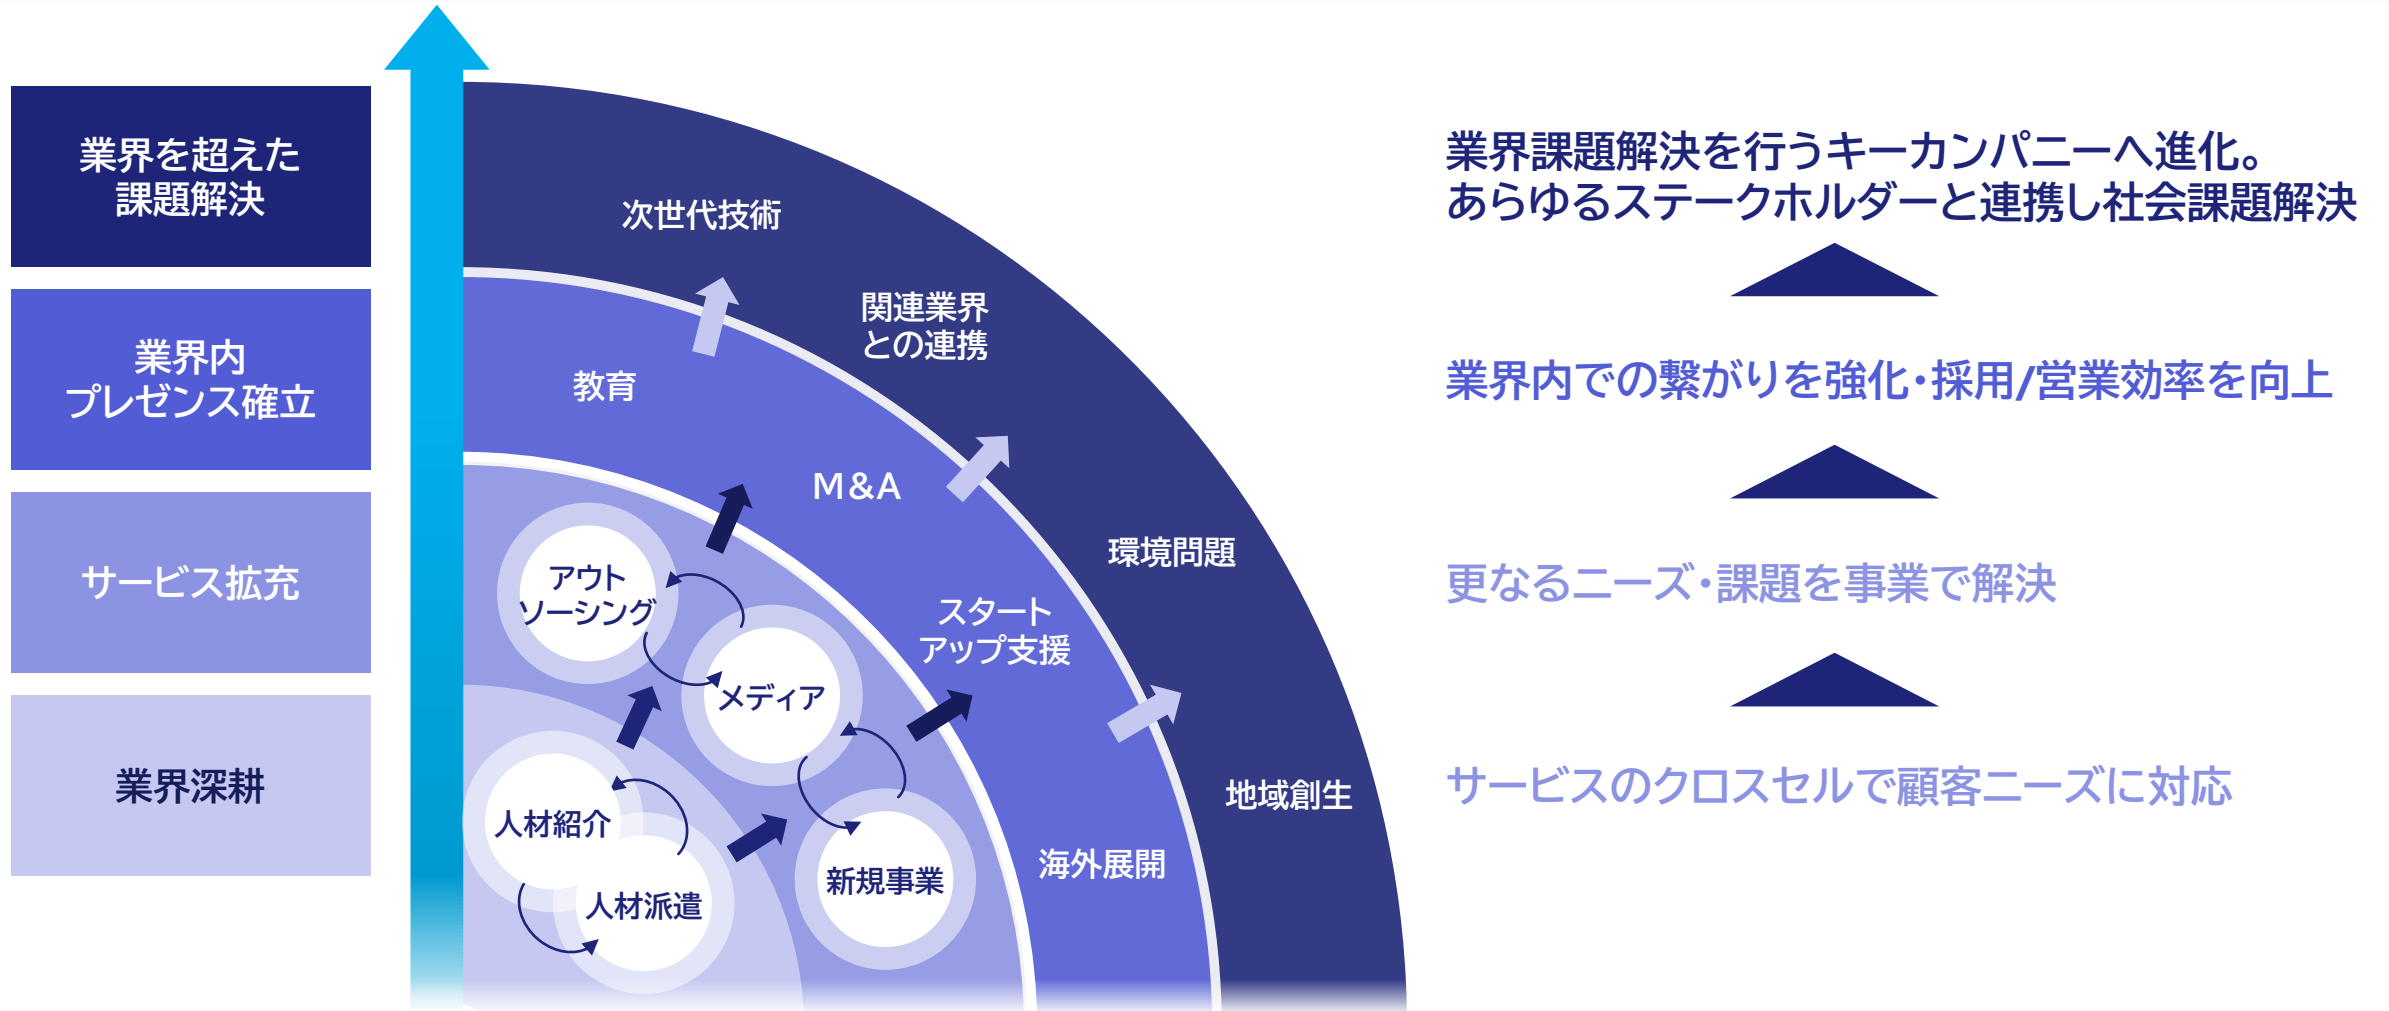 業界を超えた
課題解決
業界内
プレゼンス確立
サービス拡充
業界深耕
次世代技術
関連業界
との連携
環境問題
地域創生
教育
M&A
スタート
アップ支援
海外展開
アウト
ソーシング
メディア
新規事業
人材紹介
人材派遣
業界課題解決を行うキーカンパニーへ進化。
あらゆるステークホルダーと連携し社会課題解決
業界内での繋がりを強化・採用/営業効率を向上
更なるニーズ・課題を事業で解決
サービスのクロスセルで顧客ニーズに対応